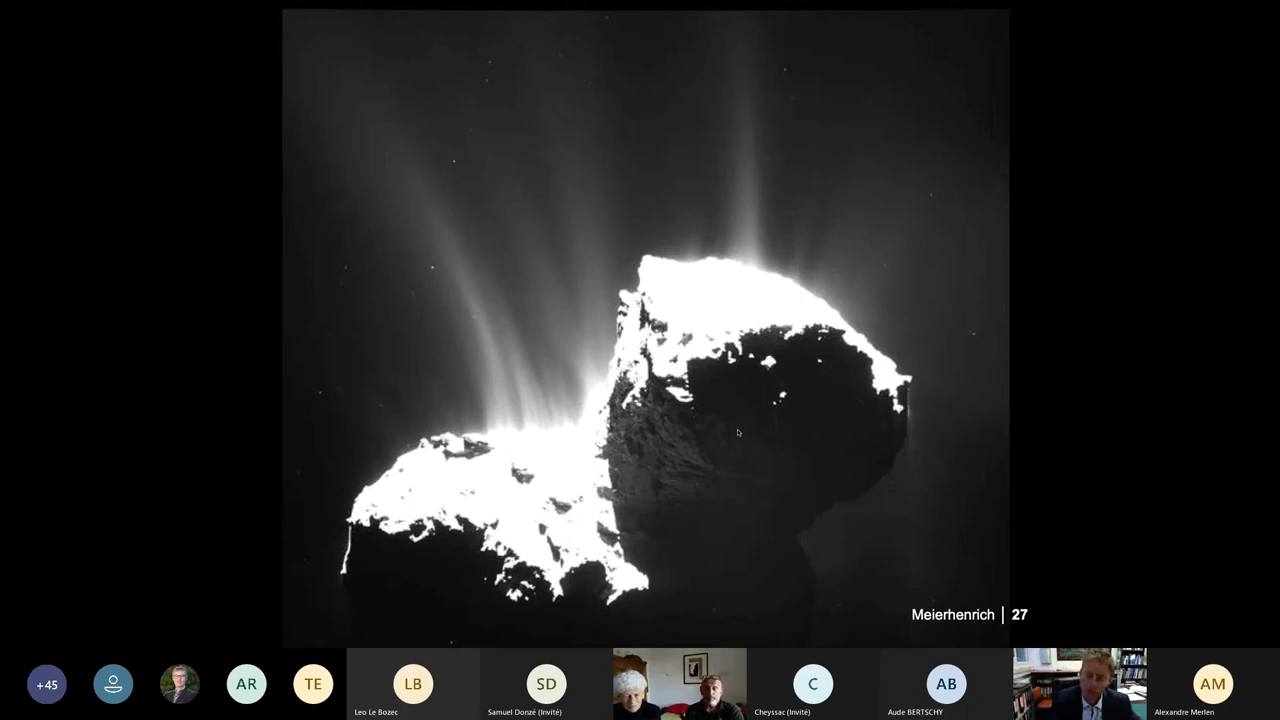 Meierhenrich | 27
+45
AR
TE
LB
Leo Le Bozec
SD
Samuel Donzé (Invité)
C
Cheyssac (Invité)
AB
Aude BERTSCHY
AM
Alexandre Merlen